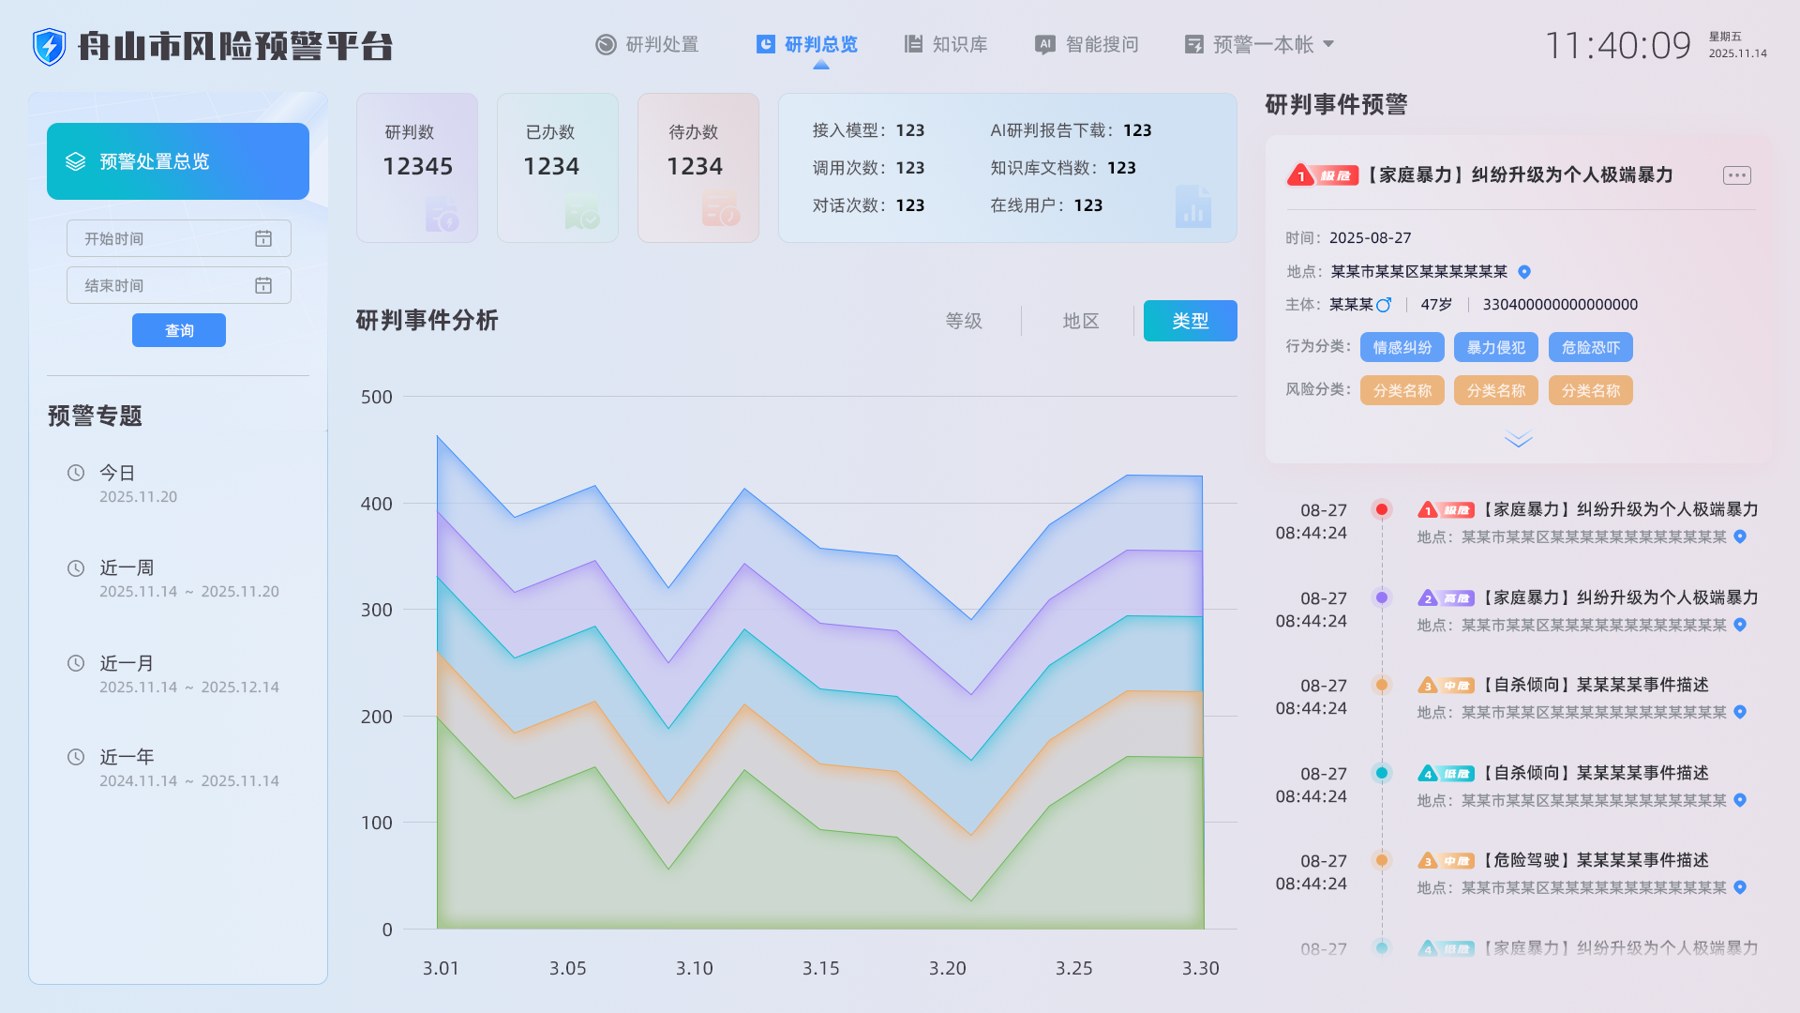 舟山市风险预警平台
研判处置
研判总览
知识库
AI 智能搜问
预警一本帐
11:40:09
星期五
2025.11.14
预警处置总览
开始时间
结束时间
查询
预警专题
今日
2025.11.20
近一周
2025.11.14 ~ 2025.11.20
近一月
2025.11.14 ~ 2025.12.14
近一年
2024.11.14 ~ 2025.11.14
研判数
12345
已办数
1234
待办数
1234
接入模型：123
AI研判报告下载：123
调用次数：123
知识库文档数：123
对话次数：123
在线用户：123
研判事件分析
等级
地区
类型
500
400
300
200
100
0
3.01 3.05 3.10 3.15 3.20 3.25 3.30
研判事件预警
1 极危 【家庭暴力】纠纷升级为个人极端暴力
时间：2025-08-27
地点：某某市某某区某某某某某某某
主体：某某某 47岁 330400000000000000
行为分类：情感纠纷 暴力侵犯 危险恐吓
风险分类：分类名称 分类名称 分类名称
08-27
08:44:24
1 极危 【家庭暴力】纠纷升级为个人极端暴力
地点：某某市某某区某某某某某某某某某某某某
08-27
08:44:24
2 高危 【家庭暴力】纠纷升级为个人极端暴力
地点：某某市某某区某某某某某某某某某某某某
08-27
08:44:24
3 中危 【自杀倾向】某某某某事件描述
地点：某某市某某区某某某某某某某某某某某某
08-27
08:44:24
4 低危 【自杀倾向】某某某某事件描述
地点：某某市某某区某某某某某某某某某某某某
08-27
08:44:24
3 中危 【危险驾驶】某某某某事件描述
地点：某某市某某区某某某某某某某某某某某某
08-27
4 低危 【家庭暴力】纠纷升级为个人极端暴力